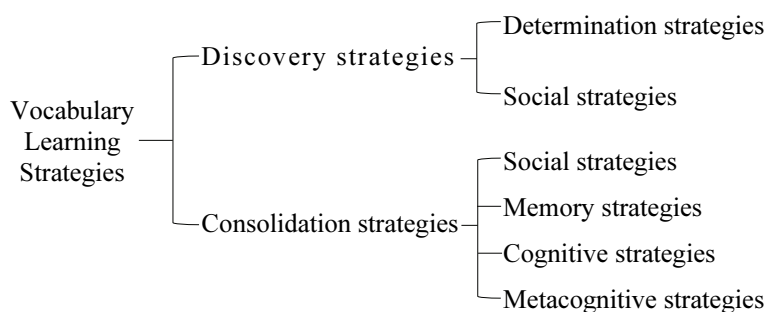 Vocabulary
Learning
Strategies
Discovery strategies
Determination strategies
Social strategies
Consolidation strategies
Social strategies
Memory strategies
Cognitive strategies
Metacognitive strategies